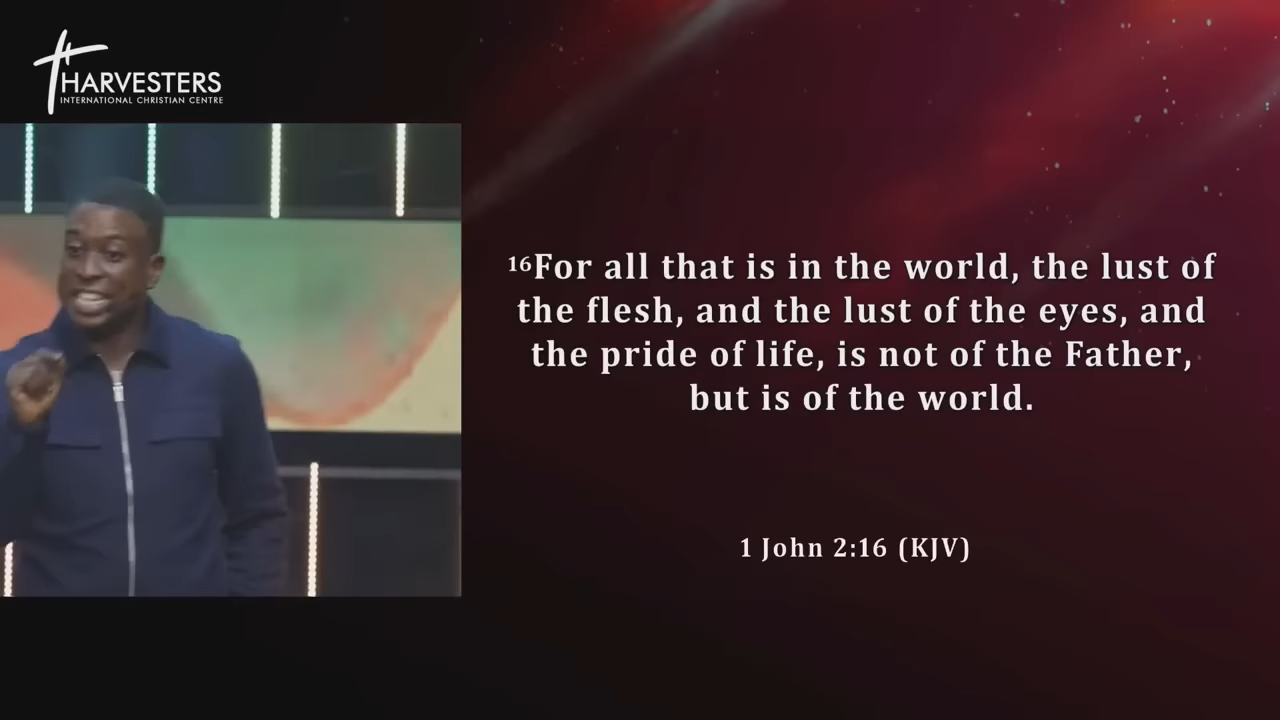 HARVESTERS
INTERNATIONAL CHRISTIAN CENTRE
¹⁶For all that is in the world, the lust of
the flesh, and the lust of the eyes, and
the pride of life, is not of the Father,
but is of the world.
1 John 2:16 (KJV)